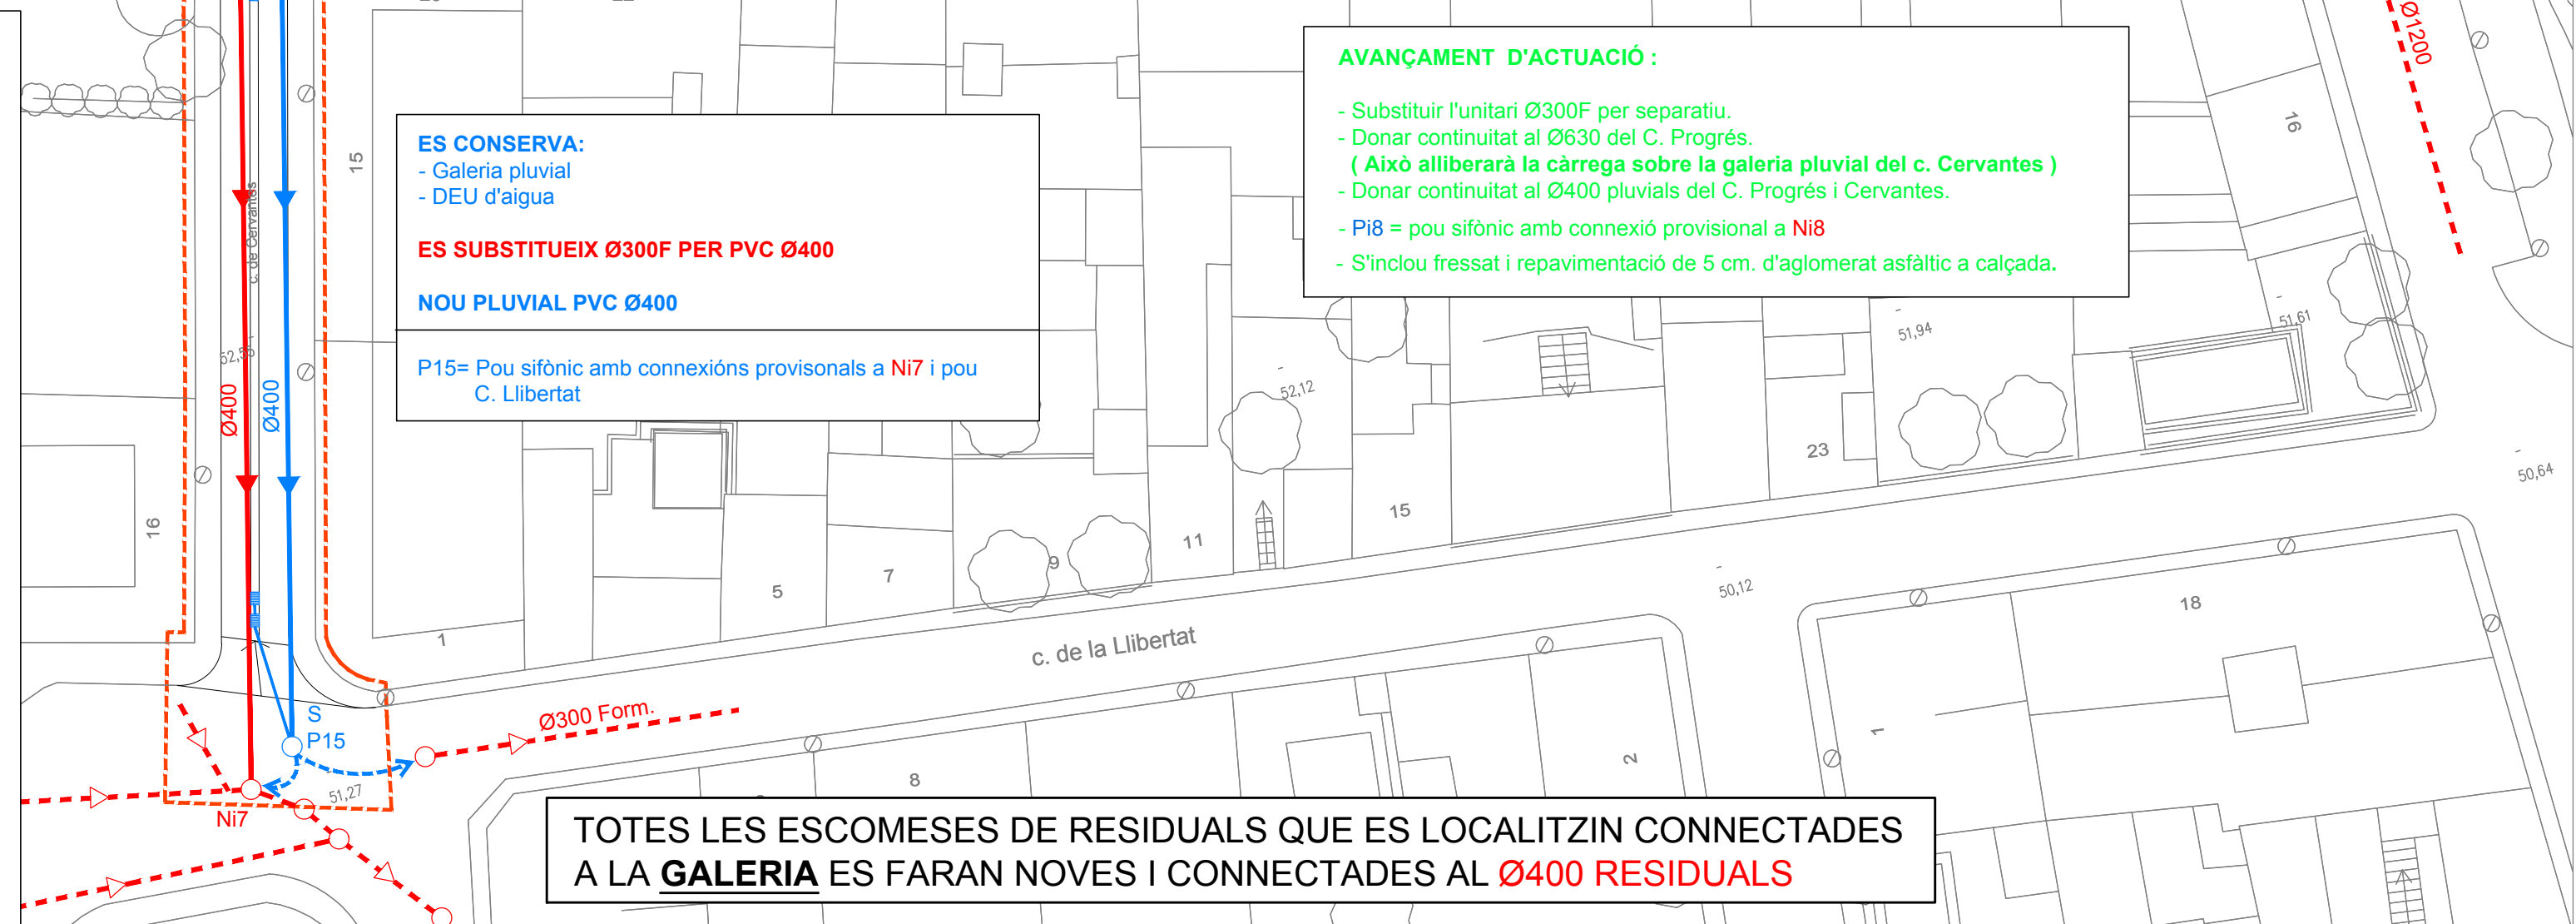 ES CONSERVA:
- Galeria pluvial
- DEU d'aigua
ES SUBSTITUEIX Ø300F PER PVC Ø400
NOU PLUVIAL PVC Ø400
P15= Pou sifònic amb connexións provisonals a Ni7 i pou
C. Llibertat
AVANÇAMENT D'ACTUACIÓ :
- Substituir l'unitari Ø300F per separatiu.
- Donar continuitat al Ø630 del C. Progrés.
( Això alliberarà la càrrega sobre la galeria pluvial del c. Cervantes )
- Donar continuitat al Ø400 pluvials del C. Progrés i Cervantes.
- Pi8 = pou sifònic amb connexió provisional a Ni8
- S'inclou fressat i repavimentació de 5 cm. d'aglomerat asfàltic a calçada.
Ø1200
16
15
c. de Cervantes
Ø400
Ø400
16
52,12
51,94
51,61
50,64
50,12
23
15
11
9
7
5
1
18
1
2
8
c. de la Llibertat
Ø300 Form.
S
P15
51,27
Ni7
TOTES LES ESCOMESES DE RESIDUALS QUE ES LOCALITZIN CONNECTADES
A LA GALERIA ES FARAN NOVES I CONNECTADES AL Ø400 RESIDUALS